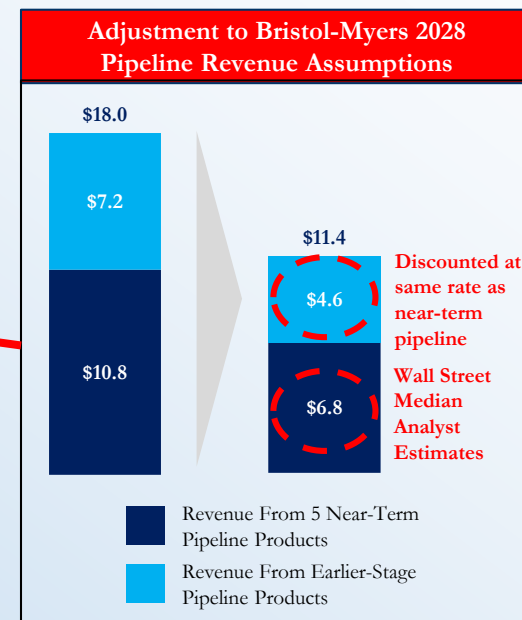 Adjustment to Bristol-Myers 2028
Pipeline Revenue Assumptions
$18.0
$7.2
$10.8
$11.4
$4.6
$6.8
Discounted at
same rate as
near-term
pipeline
Wall Street
Median
Analyst
Estimates
Revenue From 5 Near-Term
Pipeline Products
Revenue From Earlier-Stage
Pipeline Products